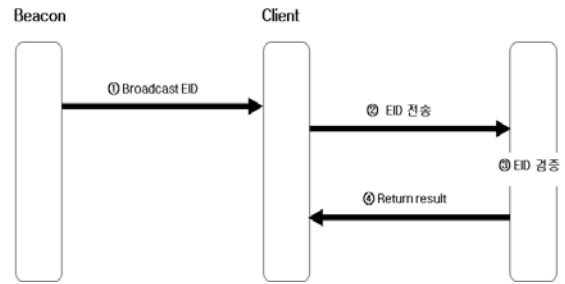 Beacon
Client
① Broadcast EID
② EID 전송
③ EID 검증
④ Return result